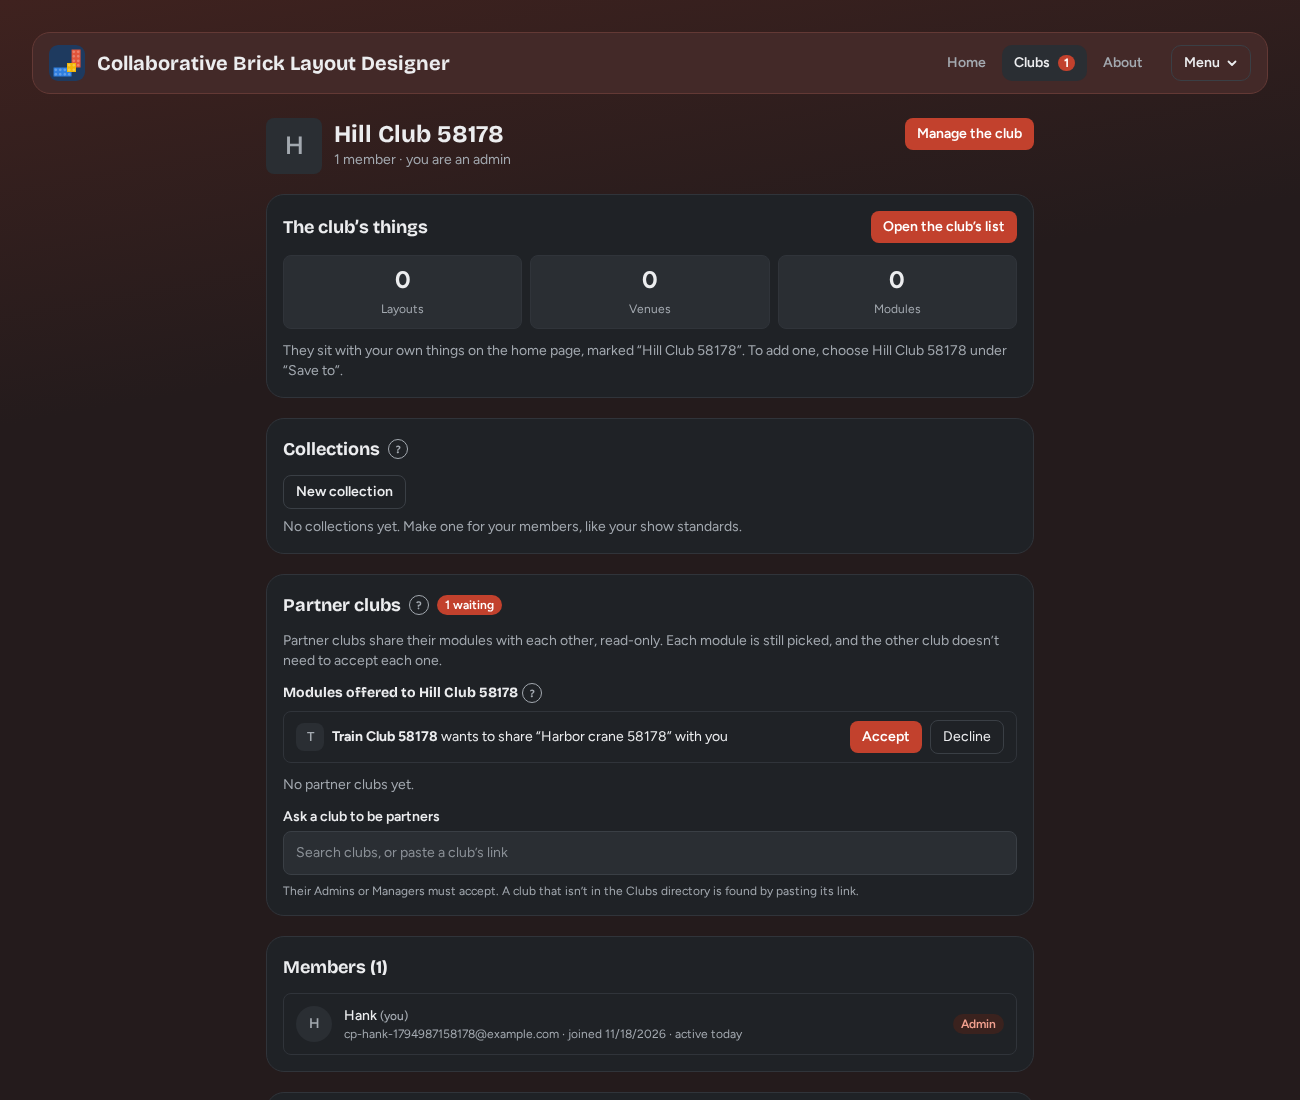 Collaborative Brick Layout Designer
Home
Clubs 1
About
Menu
H
Hill Club 58178
1 member · you are an admin
Manage the club
The club’s things
Open the club’s list
0
Layouts
0
Venues
0
Modules
They sit with your own things on the home page, marked “Hill Club 58178”. To add one, choose Hill Club 58178 under
“Save to”.
Collections ?
New collection
No collections yet. Make one for your members, like your show standards.
Partner clubs ? 1 waiting
Partner clubs share their modules with each other, read-only. Each module is still picked, and the other club doesn’t
need to accept each one.
Modules offered to Hill Club 58178 ?
T Train Club 58178 wants to share “Harbor crane 58178” with you
Accept
Decline
No partner clubs yet.
Ask a club to be partners
Search clubs, or paste a club’s link
Their Admins or Managers must accept. A club that isn’t in the Clubs directory is found by pasting its link.
Members (1)
H
Hank (you)
cp-hank-1794987158178@example.com · joined 11/18/2026 · active today
Admin